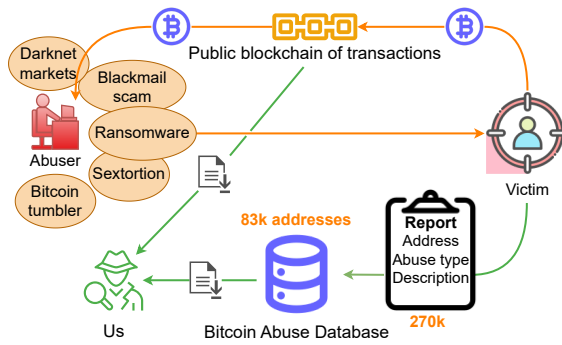 Public blockchain of transactions
Darknet
markets
Blackmail
scam
Ransomware
Abuser
Sextortion
Bitcoin
tumbler
Victim
83k addresses
Report
Address
Abuse type
Description
270k
Us
Bitcoin Abuse Database